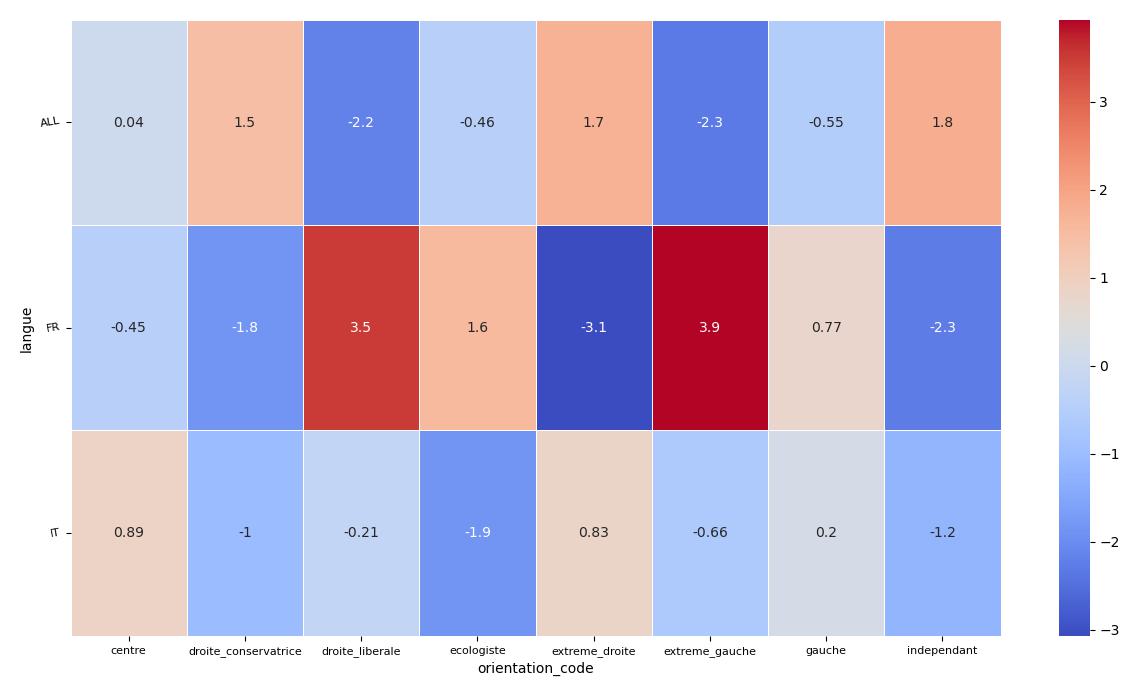 ALL 0.04 1.5 -2.2 -0.46 1.7 -2.3 -0.55 1.8
FR -0.45 -1.8 3.5 1.6 -3.1 3.9 0.77 -2.3
IT 0.89 -1 -0.21 -1.9 0.83 -0.66 0.2 -1.2
langue
centre droite_conservatrice droite_liberale ecologiste extreme_droite extreme_gauche gauche independant
orientation_code
3
2
1
0
−1
−2
−3